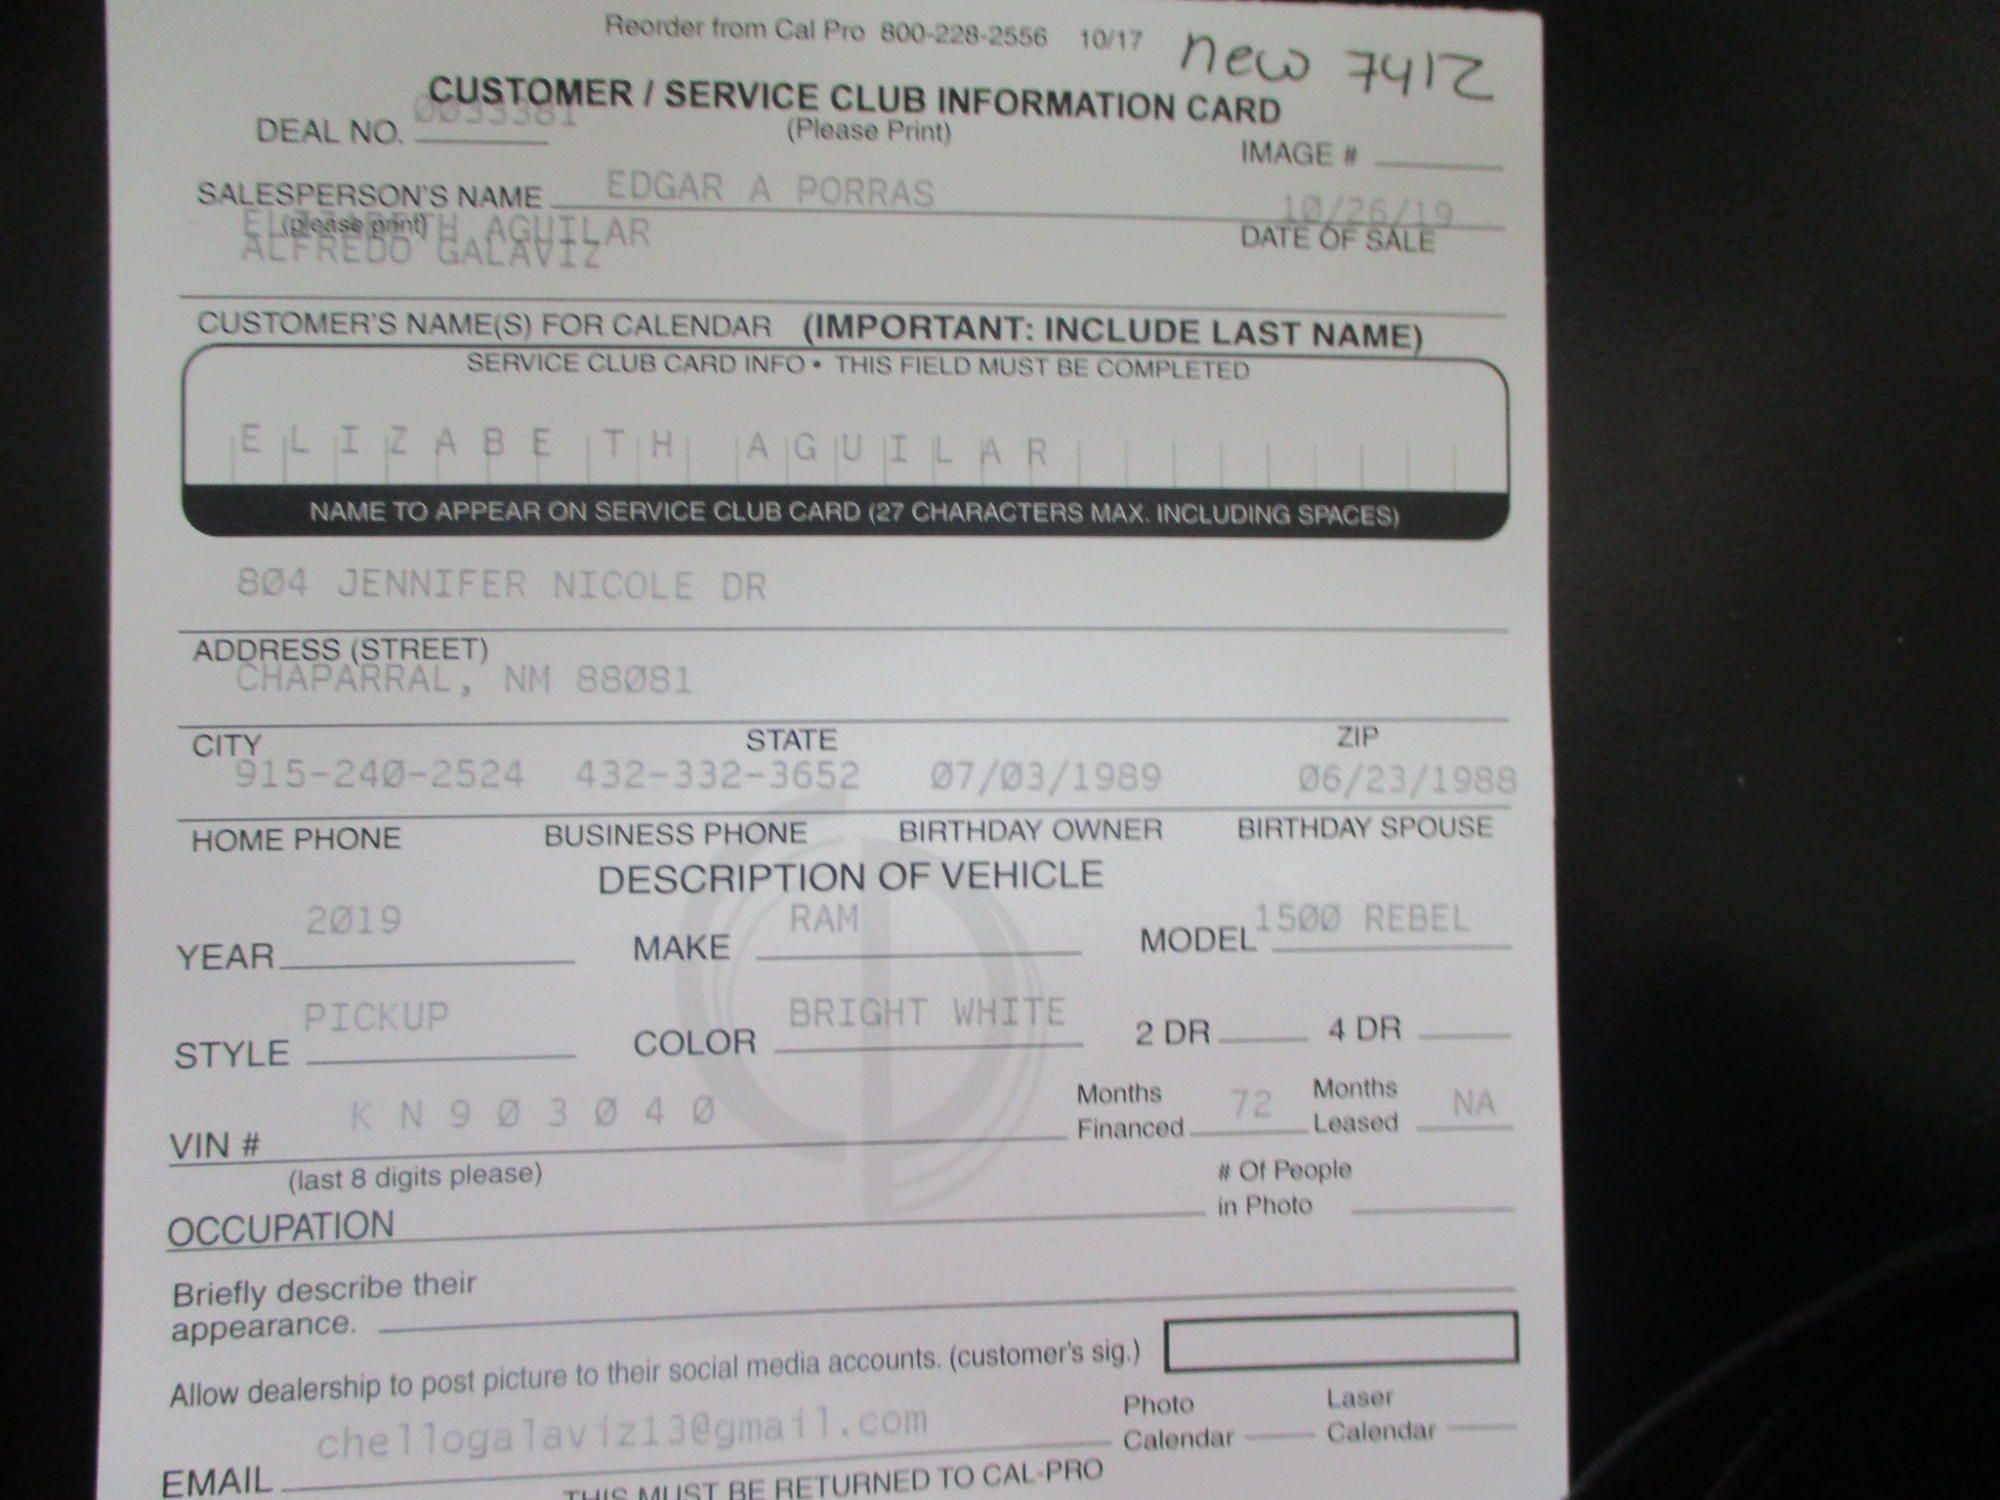 Reorder from Cal Pro 800-228-2556 10/17 new 7412
CUSTOMER / SERVICE CLUB INFORMATION CARD
DEAL NO. (Please Print)
IMAGE #
SALESPERSON'S NAME EDGAR A PORRAS 10/26/19
(please print) ELIZABETH AGUILAR DATE OF SALE
ALFREDO GALAVIZ
CUSTOMER'S NAME(S) FOR CALENDAR (IMPORTANT: INCLUDE LAST NAME)
SERVICE CLUB CARD INFO • THIS FIELD MUST BE COMPLETED
ELIZABETH AGUILAR
NAME TO APPEAR ON SERVICE CLUB CARD (27 CHARACTERS MAX. INCLUDING SPACES)
804 JENNIFER NICOLE DR
ADDRESS (STREET)
CHAPARRAL, NM 88081
CITY STATE ZIP
915-240-2524 432-332-3652 07/03/1989 06/23/1988
HOME PHONE BUSINESS PHONE BIRTHDAY OWNER BIRTHDAY SPOUSE
DESCRIPTION OF VEHICLE
YEAR 2019 MAKE RAM MODEL 1500 REBEL
STYLE PICKUP COLOR BRIGHT WHITE 2 DR 4 DR
VIN # K N 9 0 3 0 4 0 Months Financed 72 Months Leased NA
(last 8 digits please)
OCCUPATION # Of People in Photo
Briefly describe their
appearance.
Allow dealership to post picture to their social media accounts. (customer's sig.)
EMAIL chellogalaviz13@gmail.com Photo Calendar Laser Calendar
THIS MUST BE RETURNED TO CAL-PRO